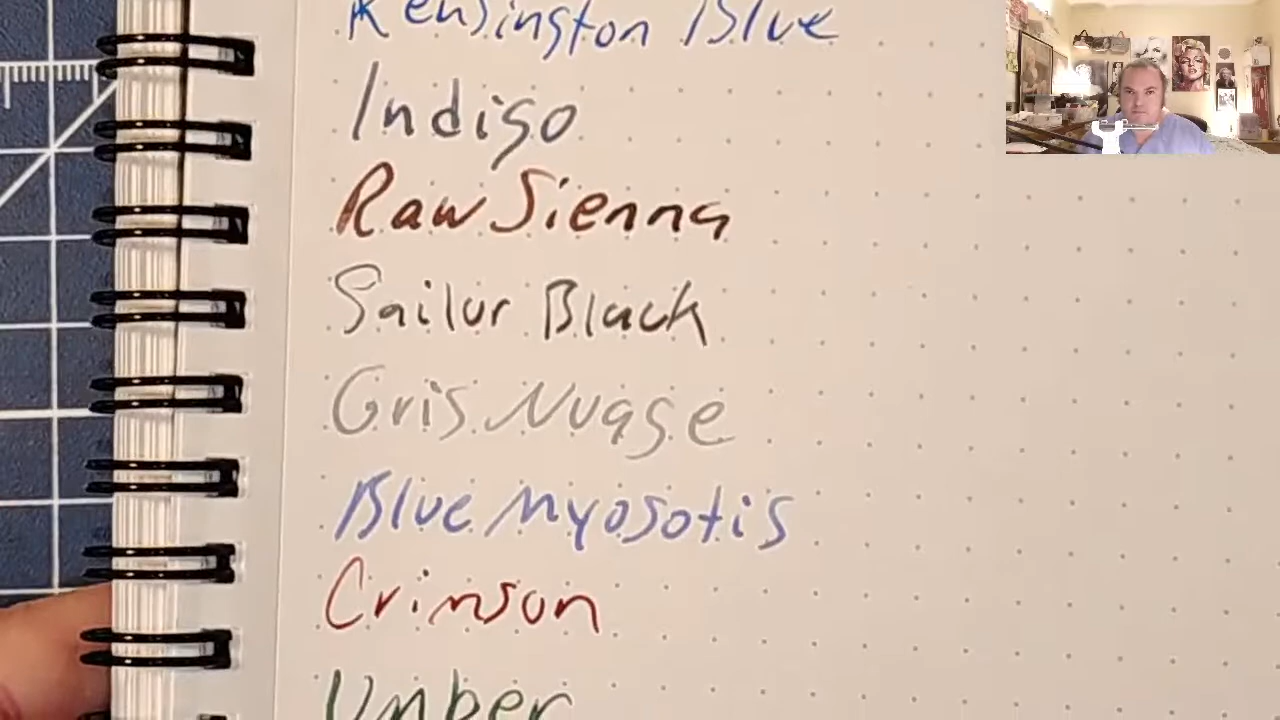 Kensington Blue
Indigo
Raw Sienna
Sailor Black
Gris Nuage
Blue Myosotis
Crimson
Umber